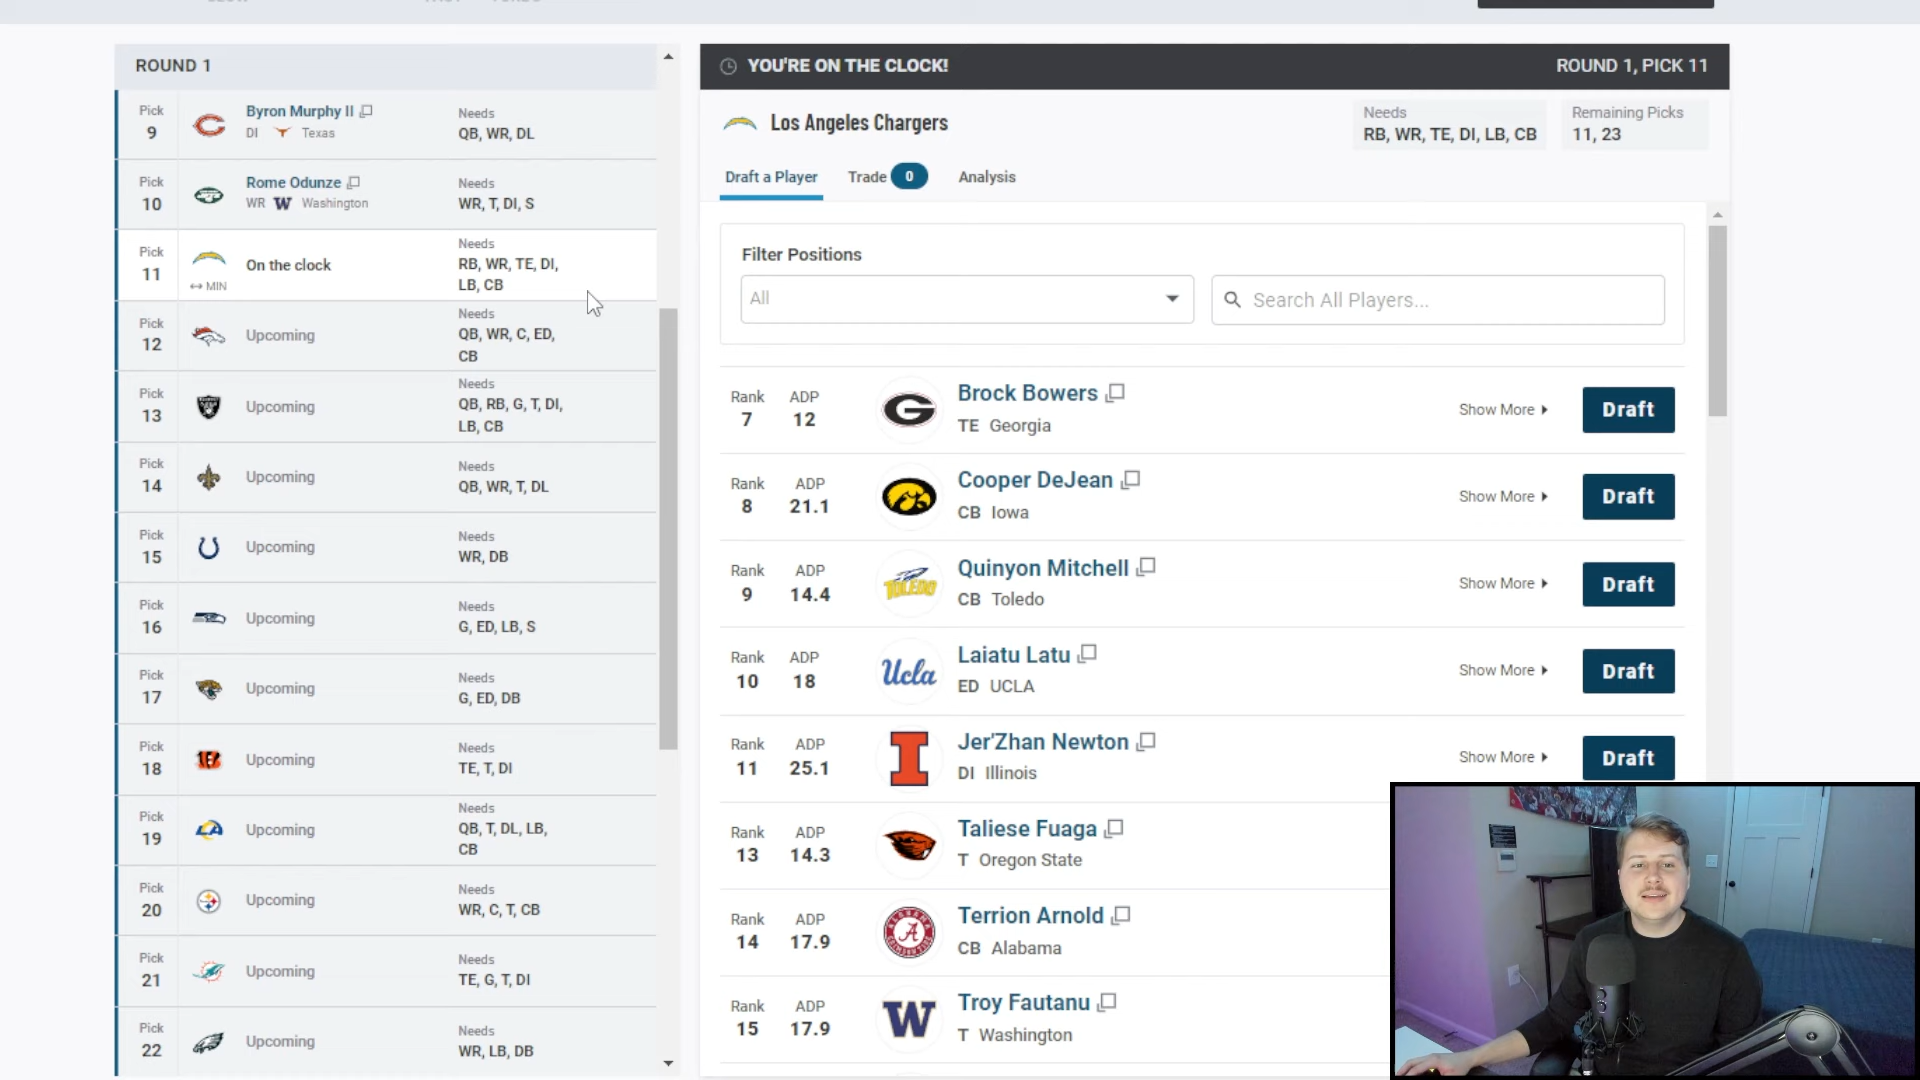 ROUND 1
Pick
9
Byron Murphy II
DI Texas
Needs
QB, WR, DL
Pick
10
Rome Odunze
WR W Washington
Needs
WR, T, DI, S
Pick
11
↔ MIN
On the clock
Needs
RB, WR, TE, DI,
LB, CB
Pick
12
Upcoming
Needs
QB, WR, C, ED,
CB
Pick
13
Upcoming
Needs
QB, RB, G, T, DI,
LB, CB
Pick
14
Upcoming
Needs
QB, WR, T, DL
Pick
15
Upcoming
Needs
WR, DB
Pick
16
Upcoming
Needs
G, ED, LB, S
Pick
17
Upcoming
Needs
G, ED, DB
Pick
18
Upcoming
Needs
TE, T, DI
Pick
19
Upcoming
Needs
QB, T, DL, LB,
CB
Pick
20
Upcoming
Needs
WR, C, T, CB
Pick
21
Upcoming
Needs
TE, G, T, DI
Pick
22
Upcoming
Needs
WR, LB, DB
YOU'RE ON THE CLOCK!
ROUND 1, PICK 11
Los Angeles Chargers
Needs
RB, WR, TE, DI, LB, CB
Remaining Picks
11, 23
Draft a Player
Trade 0
Analysis
Filter Positions
All
Search All Players...
Rank
7
ADP
12
G
Brock Bowers
TE Georgia
Show More
Draft
Rank
8
ADP
21.1
Cooper DeJean
CB Iowa
Show More
Draft
Rank
9
ADP
14.4
TOLEDO
Quinyon Mitchell
CB Toledo
Show More
Draft
Rank
10
ADP
18
Ucla
Laiatu Latu
ED UCLA
Show More
Draft
Rank
11
ADP
25.1
I
Jer'Zhan Newton
DI Illinois
Show More
Draft
Rank
13
ADP
14.3
Taliese Fuaga
T Oregon State
Rank
14
ADP
17.9
A
Terrion Arnold
CB Alabama
Rank
15
ADP
17.9
W
Troy Fautanu
T Washington